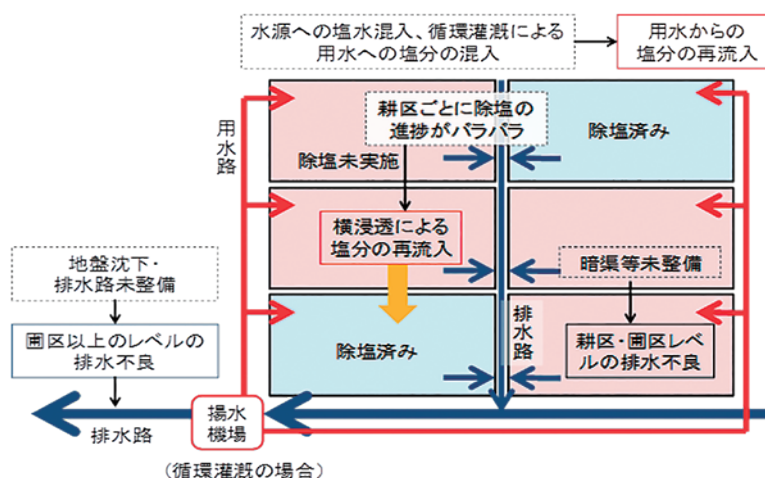 水源への塩水混入、循環灌漑による
用水への塩分の混入
用水からの
塩分の再流入
用水路
耕区ごとに除塩の
進捗がバラバラ
除塩未実施
除塩済み
横浸透による
塩分の再流入
地盤沈下・
排水路未整備
暗渠等未整備
圃区以上のレベルの
排水不良
除塩済み
排水路
耕区・圃区レベ
ルの排水不良
排水路
揚水
機場
(循環灌漑の場合)